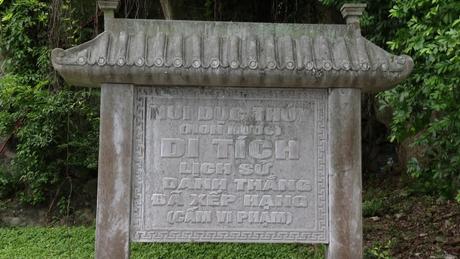 NÚI DỤC THÚY
(NON NƯỚC)
DI TÍCH
LỊCH SỬ
DANH THẮNG
ĐÃ XẾP HẠNG
(CẤM VI PHẠM)